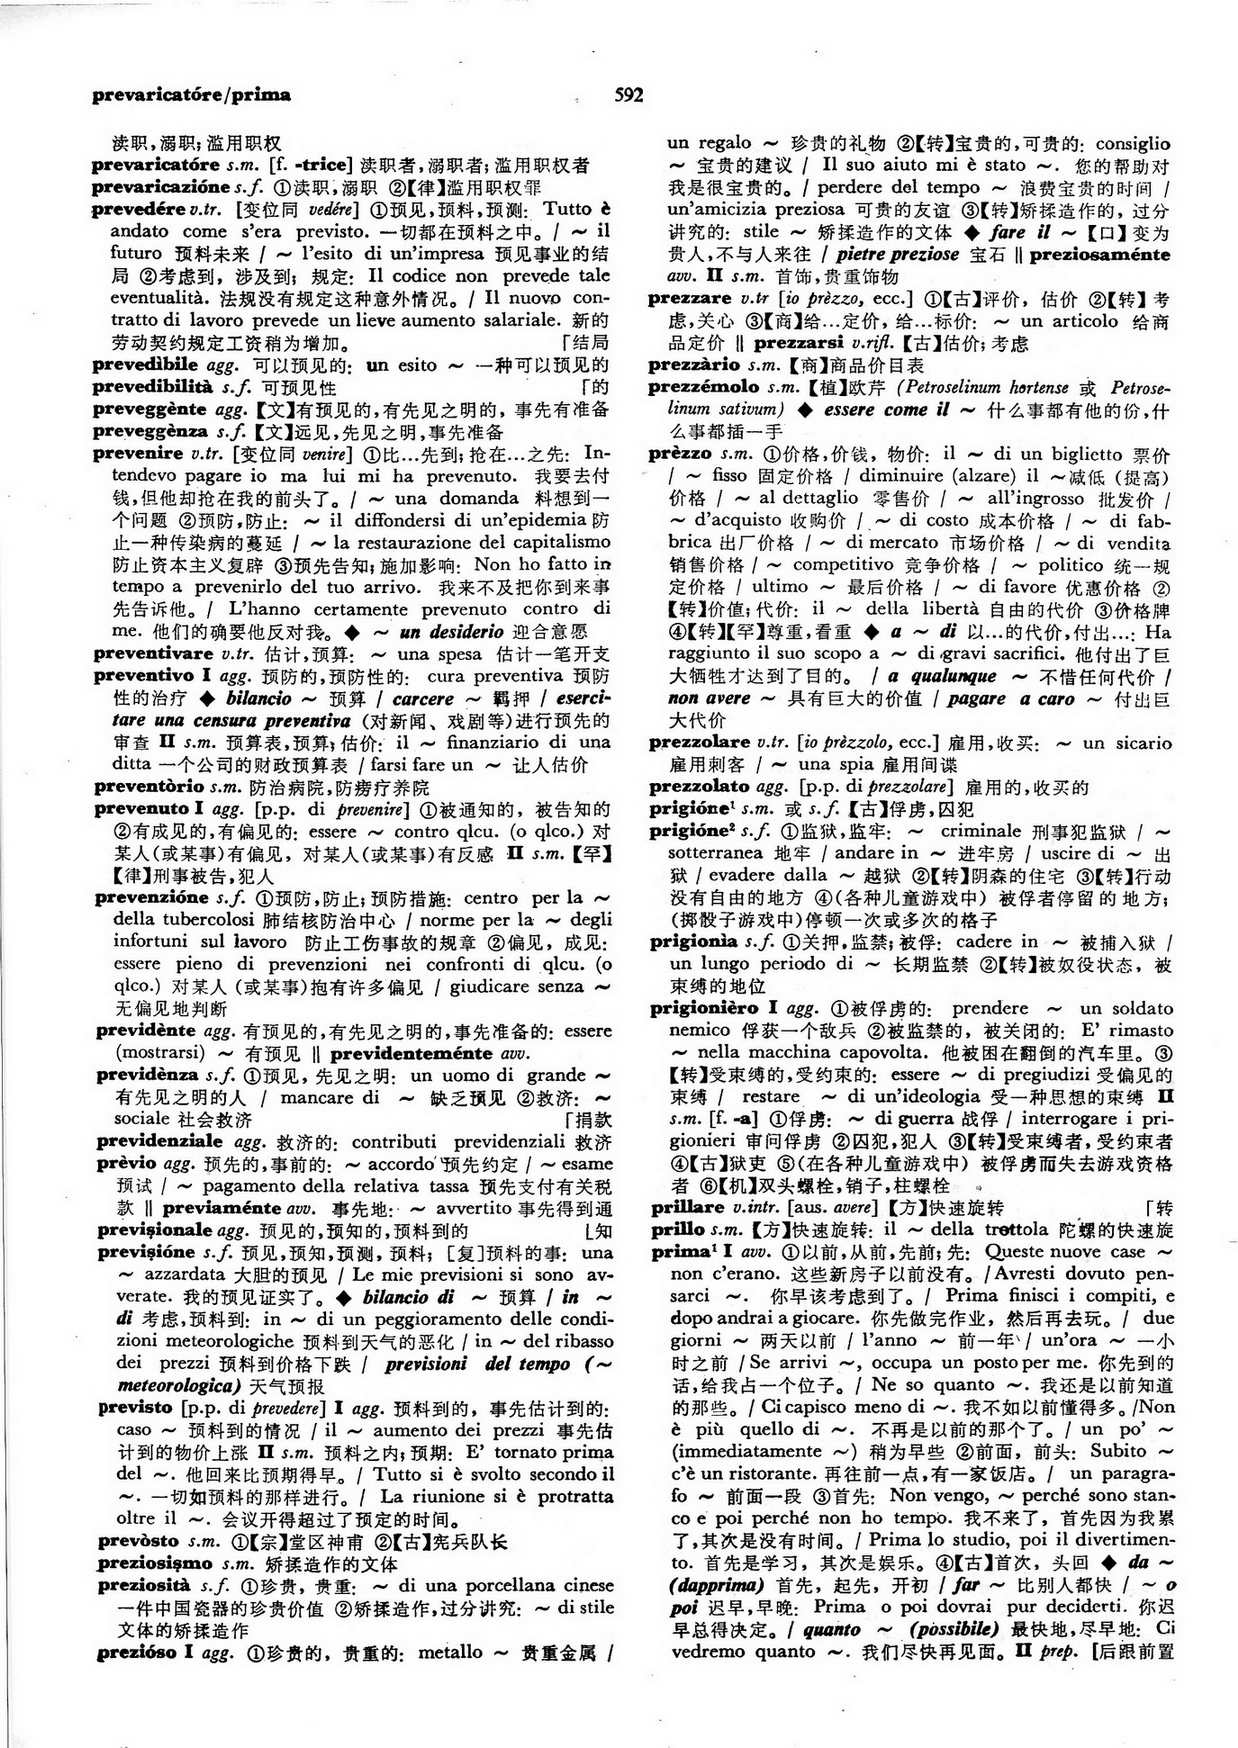 prevaricatóre/prima
592
渎职,溺职;滥用职权
prevaricatóre s.m. [f. -trice] 渎职者,溺职者;滥用职权者
prevaricazióne s.f. ①渎职,溺职 ②【律】滥用职权罪
prevedére v.tr. [变位同 vedére] ①预见,预料,预测: Tutto è
andato come s'era previsto. 一切都在预料之中。/ ~ il
futuro 预料未来 / ~ l'esito di un'impresa 预见事业的结
局 ②考虑到, 涉及到; 规定: Il codice non prevede tale
eventualità. 法规没有规定这种意外情况。/ Il nuovo con-
tratto di lavoro prevede un lieve aumento salariale. 新的
劳动契约规定工资稍为增加。 「结局
prevedìbile agg. 可以预见的: un esito ~ 一种可以预见的
prevedibilità s.f. 可预见性 「的
preveggènte agg.【文】有预见的,有先见之明的, 事先有准备
preveggènza s.f.【文】远见,先见之明,事先准备
prevenire v.tr. [变位同 venire] ①比…先到; 抢在…之先: In-
tendevo pagare io ma lui mi ha prevenuto. 我要去付
钱,但他却抢在我的前头了。/ ~ una domanda 料想到一
个问题 ②预防,防止: ~ il diffondersi di un'epidemia 防
止一种传染病的蔓延 / ~ la restaurazione del capitalismo
防止资本主义复辟 ③预先告知; 施加影响: Non ho fatto in
tempo a prevenirlo del tuo arrivo. 我来不及把你到来事
先告诉他。/ L'hanno certamente prevenuto contro di
me. 他们的确要他反对我。◆ ~ un desiderio 迎合意愿
preventivare v.tr. 估计,预算: ~ una spesa 估计一笔开支
preventivo I agg. 预防的,预防性的: cura preventiva 预防
性的治疗 ◆ bilancio ~ 预算 / carcere ~ 羁押 / eserci-
tare una censura preventiva (对新闻、戏剧等)进行预先的
审查 II s.m. 预算表,预算; 估价: il ~ finanziario di una
ditta 一个公司的财政预算表 / farsi fare un ~ 让人估价
preventòrio s.m. 防治病院,防痨疗养院
prevenuto I agg. [p.p. di prevenire] ①被通知的, 被告知的
②有成见的,有偏见的: essere ~ contro qlcu. (o qlco.) 对
某人(或某事)有偏见, 对某人(或某事)有反感 II s.m.【罕】
【律】刑事被告,犯人
prevenzióne s.f. ①预防,防止; 预防措施: centro per la ~
della tubercolosi 肺结核防治中心 / norme per la ~ degli
infortuni sul lavoro 防止工伤事故的规章 ②偏见, 成见:
essere pieno di prevenzioni nei confronti di qlcu. (o
qlco.) 对某人 (或某事)抱有许多偏见 / giudicare senza ~
无偏见地判断
previdènte agg. 有预见的,有先见之明的,事先准备的: essere
(mostrarsi) ~ 有预见 ‖ previdenteménte avv.
previdènza s.f. ①预见, 先见之明: un uomo di grande ~
有先见之明的人 / mancare di ~ 缺乏预见 ②救济: ~
sociale 社会救济 「捐款
previdenziale agg. 救济的: contributi previdenziali 救济
prèvio agg. 预先的,事前的: ~ accordo 预先约定 / ~ esame
预试 / ~ pagamento della relativa tassa 预先支付有关税
款 ‖ previaménte avv. 事先地: ~ avvertito 事先得到通
previṣionale agg. 预见的,预知的,预料到的 ⌊知
previṣióne s.f. 预见,预知,预测, 预料; [复]预料的事: una
~ azzardata 大胆的预见 / Le mie previsioni si sono av-
verate. 我的预见证实了。◆ bilancio di ~ 预算 / in ~
di 考虑,预料到: in ~ di un peggioramento delle condi-
zioni meteorologiche 预料到天气的恶化 / in ~ del ribasso
dei prezzi 预料到价格下跌 / previsioni del tempo (~
meteorologica) 天气预报
previsto [p.p. di prevedere] I agg. 预料到的, 事先估计到的:
caso ~ 预料到的情况 / il ~ aumento dei prezzi 事先估
计到的物价上涨 II s.m. 预料之内; 预期: E' tornato prima
del ~. 他回来比预期得早。/ Tutto si è svolto secondo il
~. 一切如预料的那样进行。/ La riunione si è protratta
oltre il ~. 会议开得超过了预定的时间。
prevòsto s.m. ①【宗】堂区神甫 ②【古】宪兵队长
preziosiṣmo s.m. 矫揉造作的文体
preziosità s.f. ①珍贵, 贵重: ~ di una porcellana cinese
一件中国瓷器的珍贵价值 ②矫揉造作,过分讲究: ~ di stile
文体的矫揉造作
prezióso I agg. ①珍贵的, 贵重的: metallo ~ 贵重金属 /
un regalo ~ 珍贵的礼物 ②【转】宝贵的,可贵的: consiglio
~ 宝贵的建议 / Il suo aiuto mi è stato ~. 您的帮助对
我是很宝贵的。/ perdere del tempo ~ 浪费宝贵的时间 /
un'amicizia preziosa 可贵的友谊 ③【转】矫揉造作的, 过分
讲究的: stile ~ 矫揉造作的文体 ◆ fare il ~【口】变为
贵人,不与人来往 / pietre preziose 宝石 ‖ preziosaménte
avv. II s.m. 首饰,贵重饰物
prezzare v.tr [io prèzzo, ecc.] ①【古】评价, 估价 ②【转】考
虑,关心 ③【商】给…定价, 给…标价: ~ un articolo 给商
品定价 ‖ prezzarsi v.rifl.【古】估价; 考虑
prezzàrio s.m.【商】商品价目表
prezzémolo s.m.【植】欧芹 (Petroselinum hortense 或 Petrose-
linum sativum) ◆ essere come il ~ 什么事都有他的份,什
么事都插一手
prèzzo s.m. ①价格,价钱, 物价: il ~ di un biglietto 票价
/ ~ fisso 固定价格 / diminuire (alzare) il ~减低 (提高)
价格 / ~ al dettaglio 零售价 / ~ all'ingrosso 批发价 /
~ d'acquisto 收购价 / ~ di costo 成本价格 / ~ di fab-
brica 出厂价格 / ~ di mercato 市场价格 / ~ di vendita
销售价格 / ~ competitivo 竞争价格 / ~ politico 统一规
定价格 / ultimo ~ 最后价格 / ~ di favore 优惠价格 ②
【转】价值; 代价: il ~ della libertà 自由的代价 ③价格牌
④【转】【罕】尊重,看重 ◆ a ~ di 以…的代价,付出…: Ha
raggiunto il suo scopo a ~ di gravi sacrifici. 他付出了巨
大牺牲才达到了目的。 / a qualunque ~ 不惜任何代价 /
non avere ~ 具有巨大的价值 / pagare a caro ~ 付出巨
大代价
prezzolare v.tr. [io prèzzolo, ecc.] 雇用,收买: ~ un sicario
雇用刺客 / ~ una spia 雇用间谍
prezzolato agg. [p.p. di prezzolare] 雇用的,收买的
prigióne¹ s.m. 或 s.f.【古】俘虏,囚犯
prigióne² s.f. ①监狱,监牢: ~ criminale 刑事犯监狱 / ~
sotterranea 地牢 / andare in ~ 进牢房 / uscire di ~ 出
狱 / evadere dalla ~ 越狱 ②【转】阴森的住宅 ③【转】行动
没有自由的地方 ④(各种儿童游戏中) 被俘者停留的地方;
(掷骰子游戏中)停顿一次或多次的格子
prigionìa s.f. ①关押,监禁; 被俘: cadere in ~ 被捕入狱 /
un lungo periodo di ~ 长期监禁 ②【转】被奴役状态, 被
束缚的地位
prigionièro I agg. ①被俘虏的: prendere ~ un soldato
nemico 俘获一个敌兵 ②被监禁的, 被关闭的: E' rimasto
~ nella macchina capovolta. 他被困在翻倒的汽车里。③
【转】受束缚的,受约束的: essere ~ di pregiudizi 受偏见的
束缚 / restare ~ di un'ideologia 受一种思想的束缚 II
s.m. [f. -a] ①俘虏: ~ di guerra 战俘 / interrogare i pri-
gionieri 审问俘虏 ②囚犯,犯人 ③【转】受束缚者, 受约束者
④【古】狱吏 ⑤(在各种儿童游戏中) 被俘虏而失去游戏资格
者 ⑥【机】双头螺栓,销子,柱螺栓
prillare v.intr. [aus. avere]【方】快速旋转 「转
prillo s.m.【方】快速旋转: il ~ della trottola 陀螺的快速旋
prima¹ I avv. ①以前,从前,先前; 先: Queste nuove case ~
non c'erano. 这些新房子以前没有。/Avresti dovuto pen-
sarci ~. 你早该考虑到了。/ Prima finisci i compiti, e
dopo andrai a giocare. 你先做完作业, 然后再去玩。/ due
giorni ~ 两天以前 / l'anno ~ 前一年 / un'ora ~ 一小
时之前 / Se arrivi ~, occupa un posto per me. 你先到的
话,给我占一个位子。/ Ne so quanto ~. 我还是以前知道
的那些。/ Ci capisco meno di ~. 我不如以前懂得多。/Non
è più quello di ~. 不再是以前的那个了。/ un po' ~
(immediatamente ~) 稍为早些 ②前面, 前头: Subito ~
c'è un ristorante. 再往前一点,有一家饭店。/ un paragra-
fo ~ 前面一段 ③首先: Non vengo, ~ perché sono stan-
co e poi perché non ho tempo. 我不来了, 首先因为我累
了,其次是没有时间。/ Prima lo studio, poi il divertimen-
to. 首先是学习, 其次是娱乐。④【古】首次, 头回 ◆ da ~
(dapprima) 首先, 起先, 开初 / far ~ 比别人都快 / ~ o
poi 迟早,早晚: Prima o poi dovrai pur deciderti. 你迟
早总得决定。/ quanto ~ (possibile) 最快地,尽早地: Ci
vedremo quanto ~. 我们尽快再见面。II prep. [后跟前置